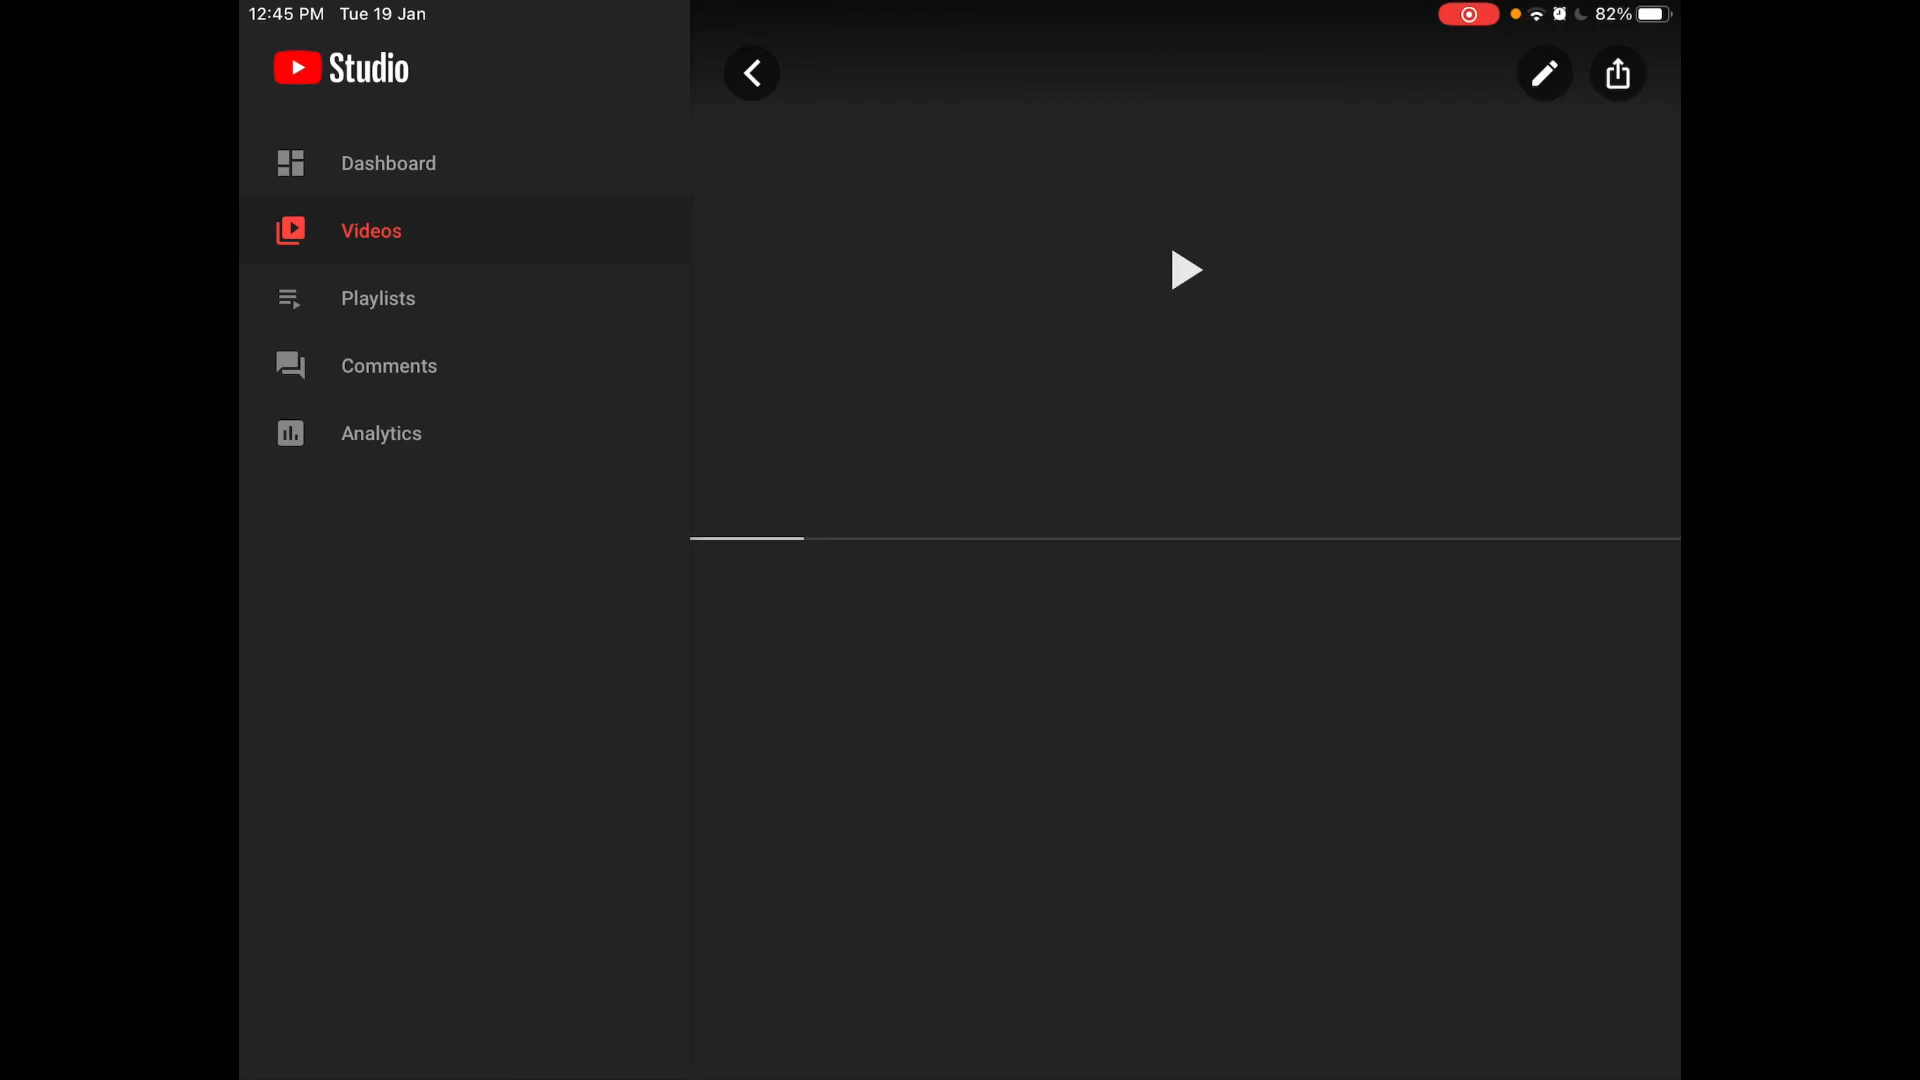 12:45 PM Tue 19 Jan
82%
Studio
Dashboard
Videos
Playlists
Comments
Analytics